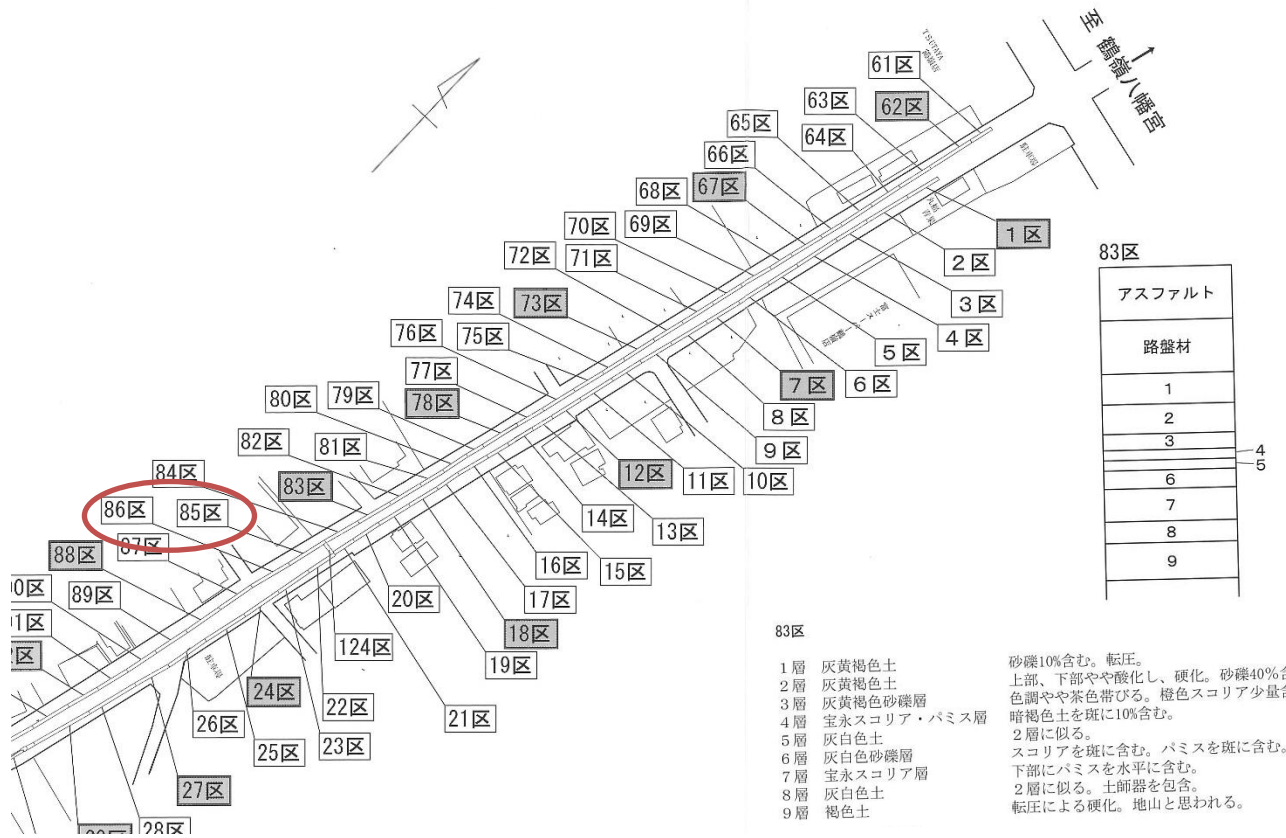 至 鶴嶺八幡宮
TSUTAYA
61区
63区
62区
65区
64区
66区
67区
68区
駐車場
1区
70区
69区
2区
72区
71区
3区
74区
73区
4区
76区
75区
5区
77区
7区
6区
79区
78区
8区
80区
9区
82区
81区
12区
11区
10区
84区
83区
14区
13区
86区
85区
16区
15区
88区
87区
17区
20区
18区
89区
124区
19区
24区
22区
21区
26区
25区
23区
駐車場
27区
28区
83区
アスファルト
路盤材
1
2
3
4
5
6
7
8
9
83区
1層 灰黄褐色土 砂礫10%含む。転圧。
2層 灰黄褐色土 上部、下部やや酸化し、硬化。砂礫40%含
3層 灰黄褐色砂礫層 色調やや茶色帯びる。橙色スコリア少量含
4層 宝永スコリア・パミス層 暗褐色土を斑に10%含む。
5層 灰白色土 2層に似る。
6層 灰白色砂礫層 スコリアを斑に含む。パミスを斑に含む。
7層 宝永スコリア層 下部にパミスを水平に含む。
8層 灰白色土 2層に似る。土師器を包含。
9層 褐色土 転圧による硬化。地山と思われる。